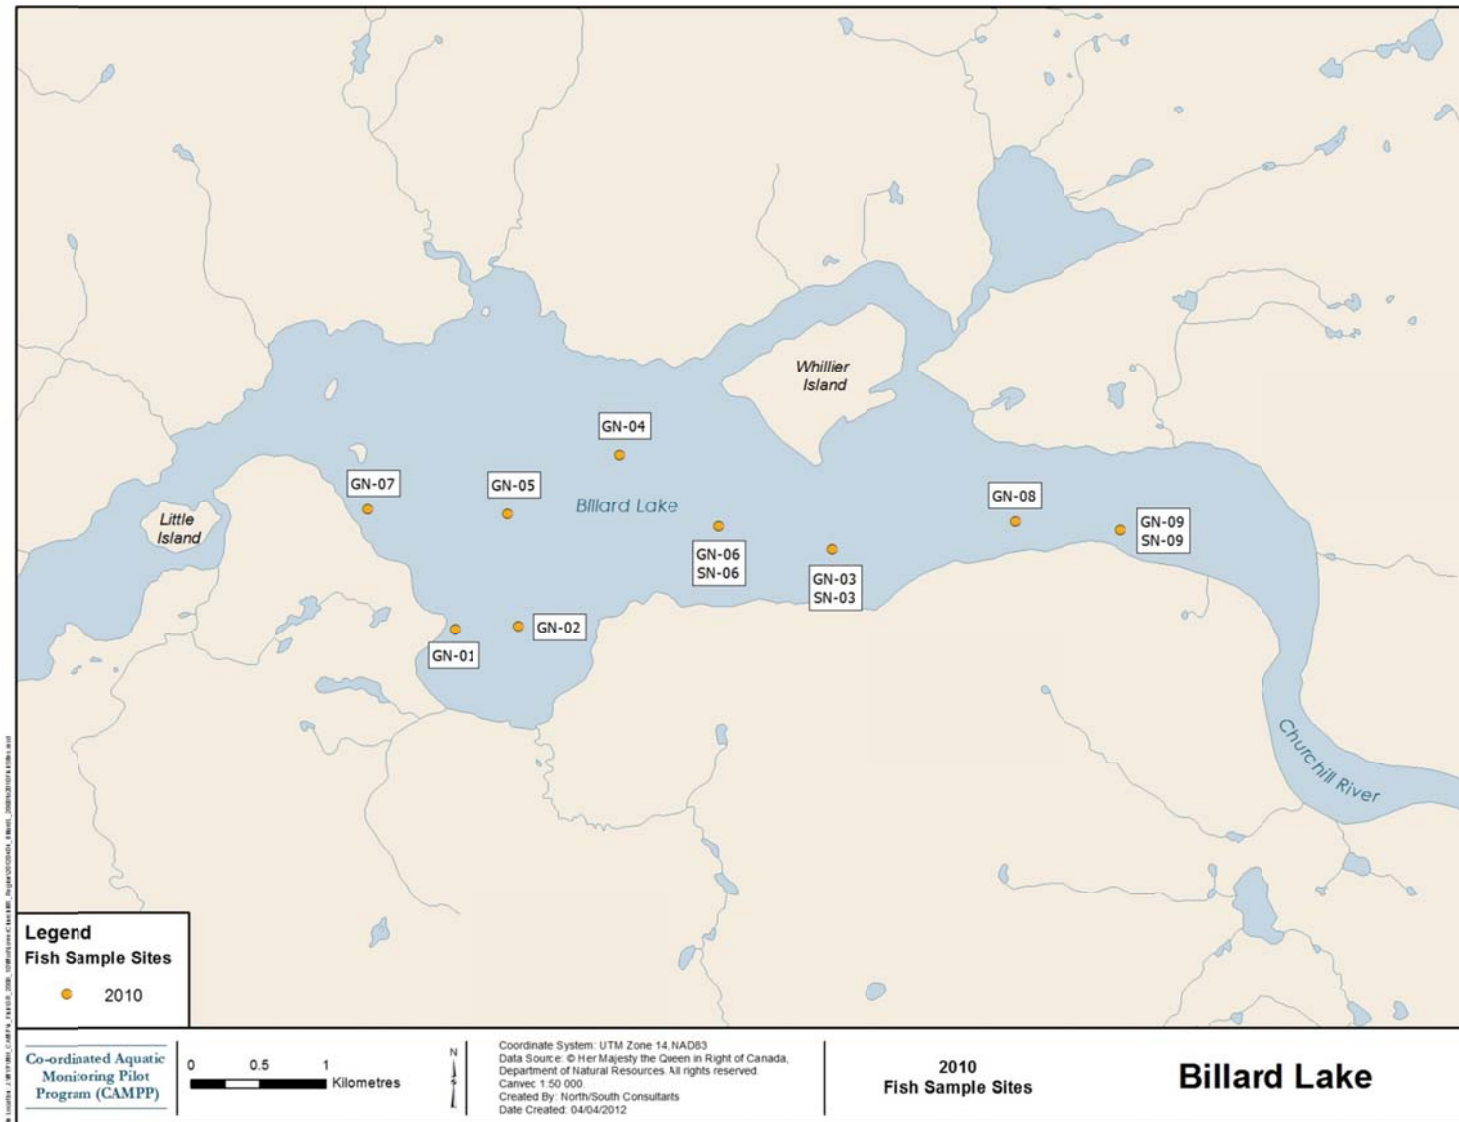 Whillier
Island
GN-04
GN-07
GN-05
Billard Lake
GN-08
Little
Island
GN-09
SN-09
GN-06
SN-06
GN-03
SN-03
GN-02
GN-01
Churchill River
Legend
Fish Sample Sites
2010
Co-ordinated Aquatic
Monitoring Pilot
Program (CAMPP)
0 0.5 1
Kilometres
N
Coordinate System: UTM Zone 14,NAD83
Data Source: © Her Majesty the Queen in Right of Canada,
Department of Natural Resources. All rights reserved.
Canvec 1:50 000.
Created By: North/South Consultants
Date Created: 04/04/2012
2010
Fish Sample Sites
Billard Lake